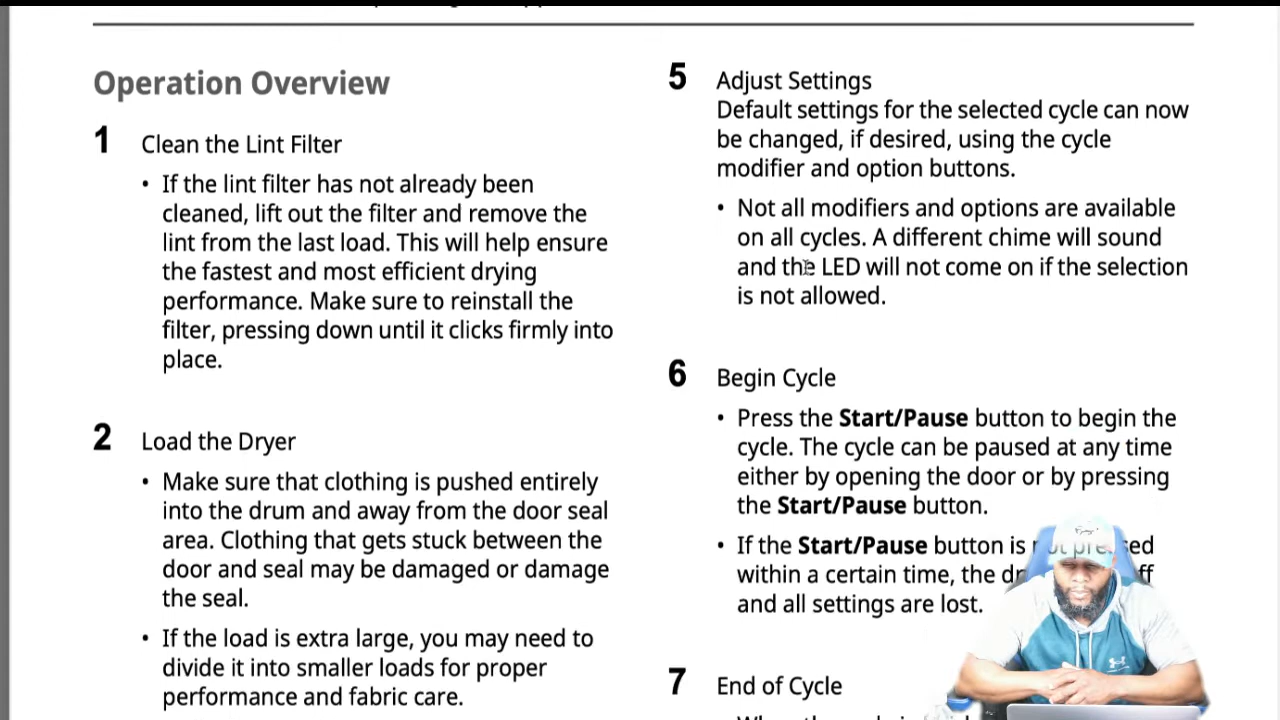 Operation Overview
1 Clean the Lint Filter
• If the lint filter has not already been
cleaned, lift out the filter and remove the
lint from the last load. This will help ensure
the fastest and most efficient drying
performance. Make sure to reinstall the
filter, pressing down until it clicks firmly into
place.
2 Load the Dryer
• Make sure that clothing is pushed entirely
into the drum and away from the door seal
area. Clothing that gets stuck between the
door and seal may be damaged or damage
the seal.
• If the load is extra large, you may need to
divide it into smaller loads for proper
performance and fabric care.
5 Adjust Settings
Default settings for the selected cycle can now
be changed, if desired, using the cycle
modifier and option buttons.
• Not all modifiers and options are available
on all cycles. A different chime will sound
and the LED will not come on if the selection
is not allowed.
6 Begin Cycle
• Press the Start/Pause button to begin the
cycle. The cycle can be paused at any time
either by opening the door or by pressing
the Start/Pause button.
• If the Start/Pause button is not pressed
within a certain time, the
and all settings are lost.
7 End of Cycle